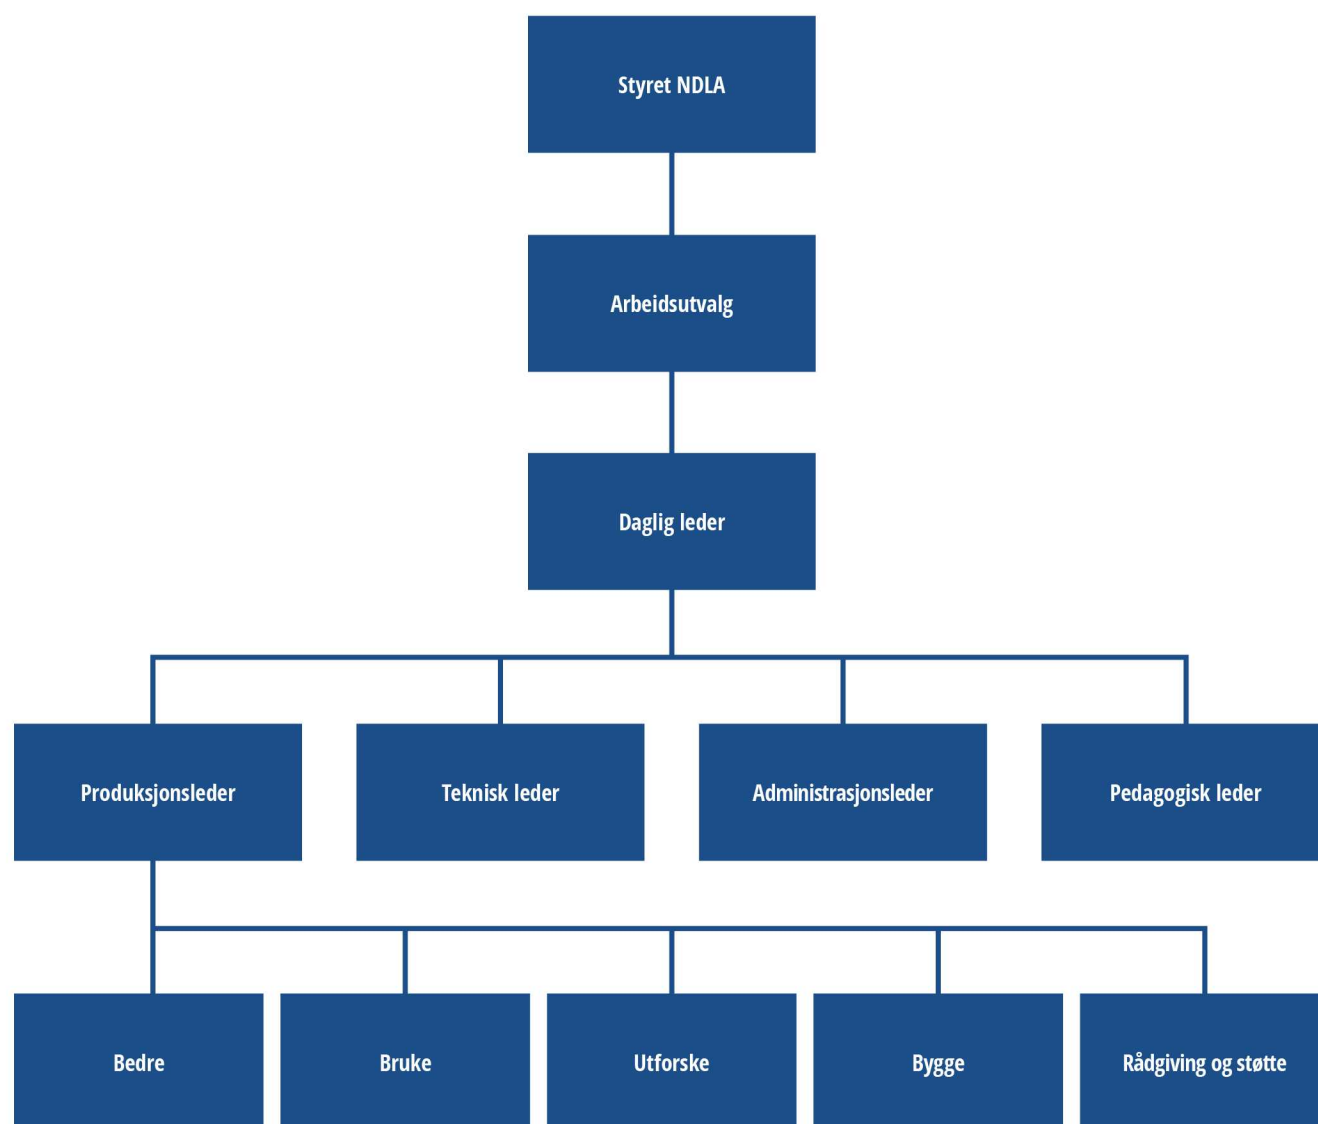 Styret NDLA
Arbeidsutvalg
Daglig leder
Produksjonsleder
Teknisk leder
Administrasjonsleder
Pedagogisk leder
Bedre
Bruke
Utforske
Bygge
Rådgiving og støtte